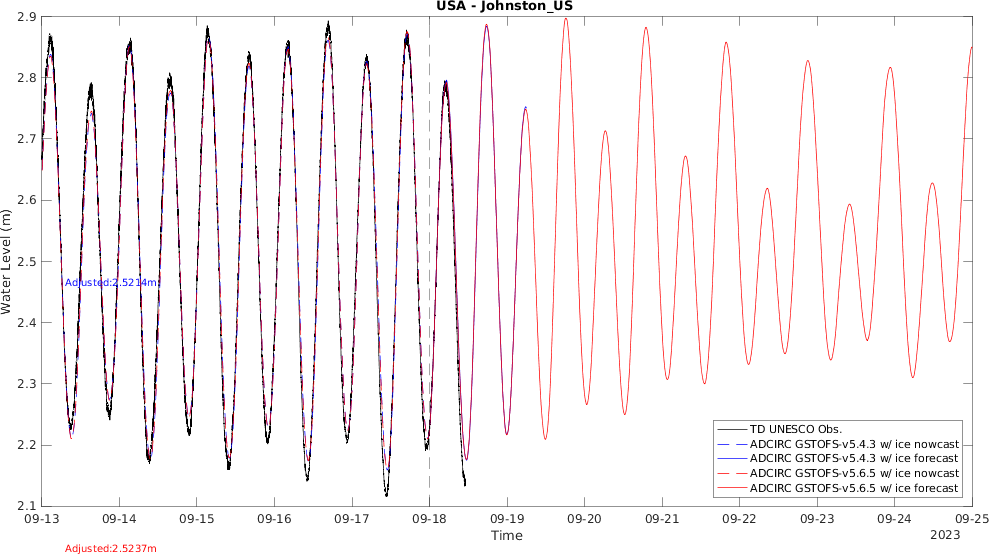 USA - Johnston_US
2.9
2.8
2.7
2.6
2.5
2.4
2.3
2.2
2.1
Water Level (m)
Adjusted:2.5214m
TD UNESCO Obs.
ADCIRC GSTOFS-v5.4.3 w/ ice nowcast
ADCIRC GSTOFS-v5.4.3 w/ ice forecast
ADCIRC GSTOFS-v5.6.5 w/ ice nowcast
ADCIRC GSTOFS-v5.6.5 w/ ice forecast
09-13 09-14 09-15 09-16 09-17 09-18 09-19 09-20 09-21 09-22 09-23 09-24 09-25
Time
2023
Adjusted:2.5237m